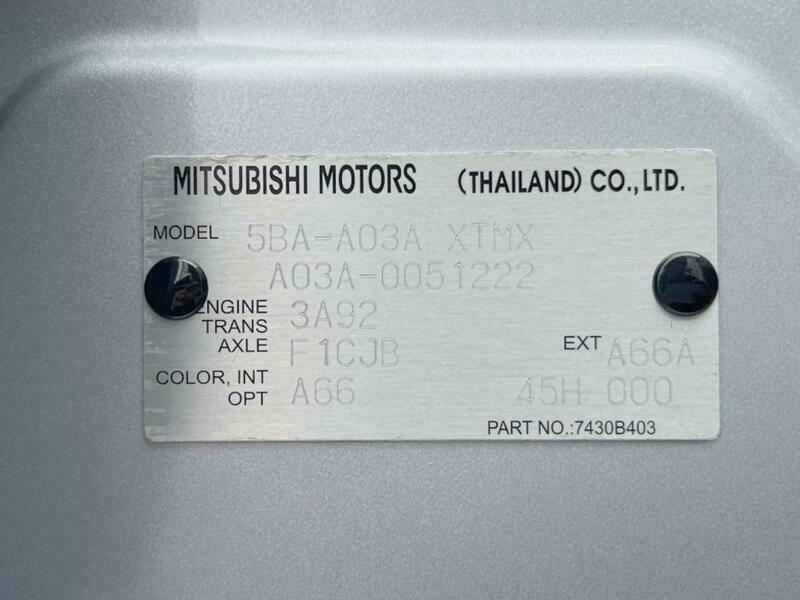 MITSUBISHI MOTORS (THAILAND) CO., LTD.
MODEL 5BA-A03A XTMX
A03A-0051222
ENGINE 3A92
TRANS
AXLE F1CJB EXT A66A
COLOR, INT
OPT A66 45H 000
PART NO.:7430B403